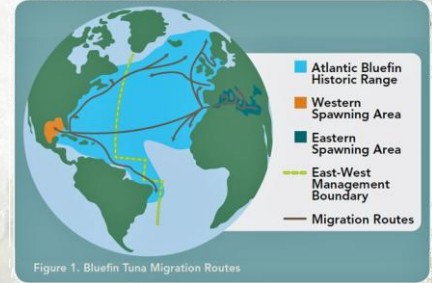 Atlantic Bluefin
Historic Range
Western
Spawning Area
Eastern
Spawning Area
East-West
Management
Boundary
Migration Routes
Figure 1. Bluefin Tuna Migration Routes